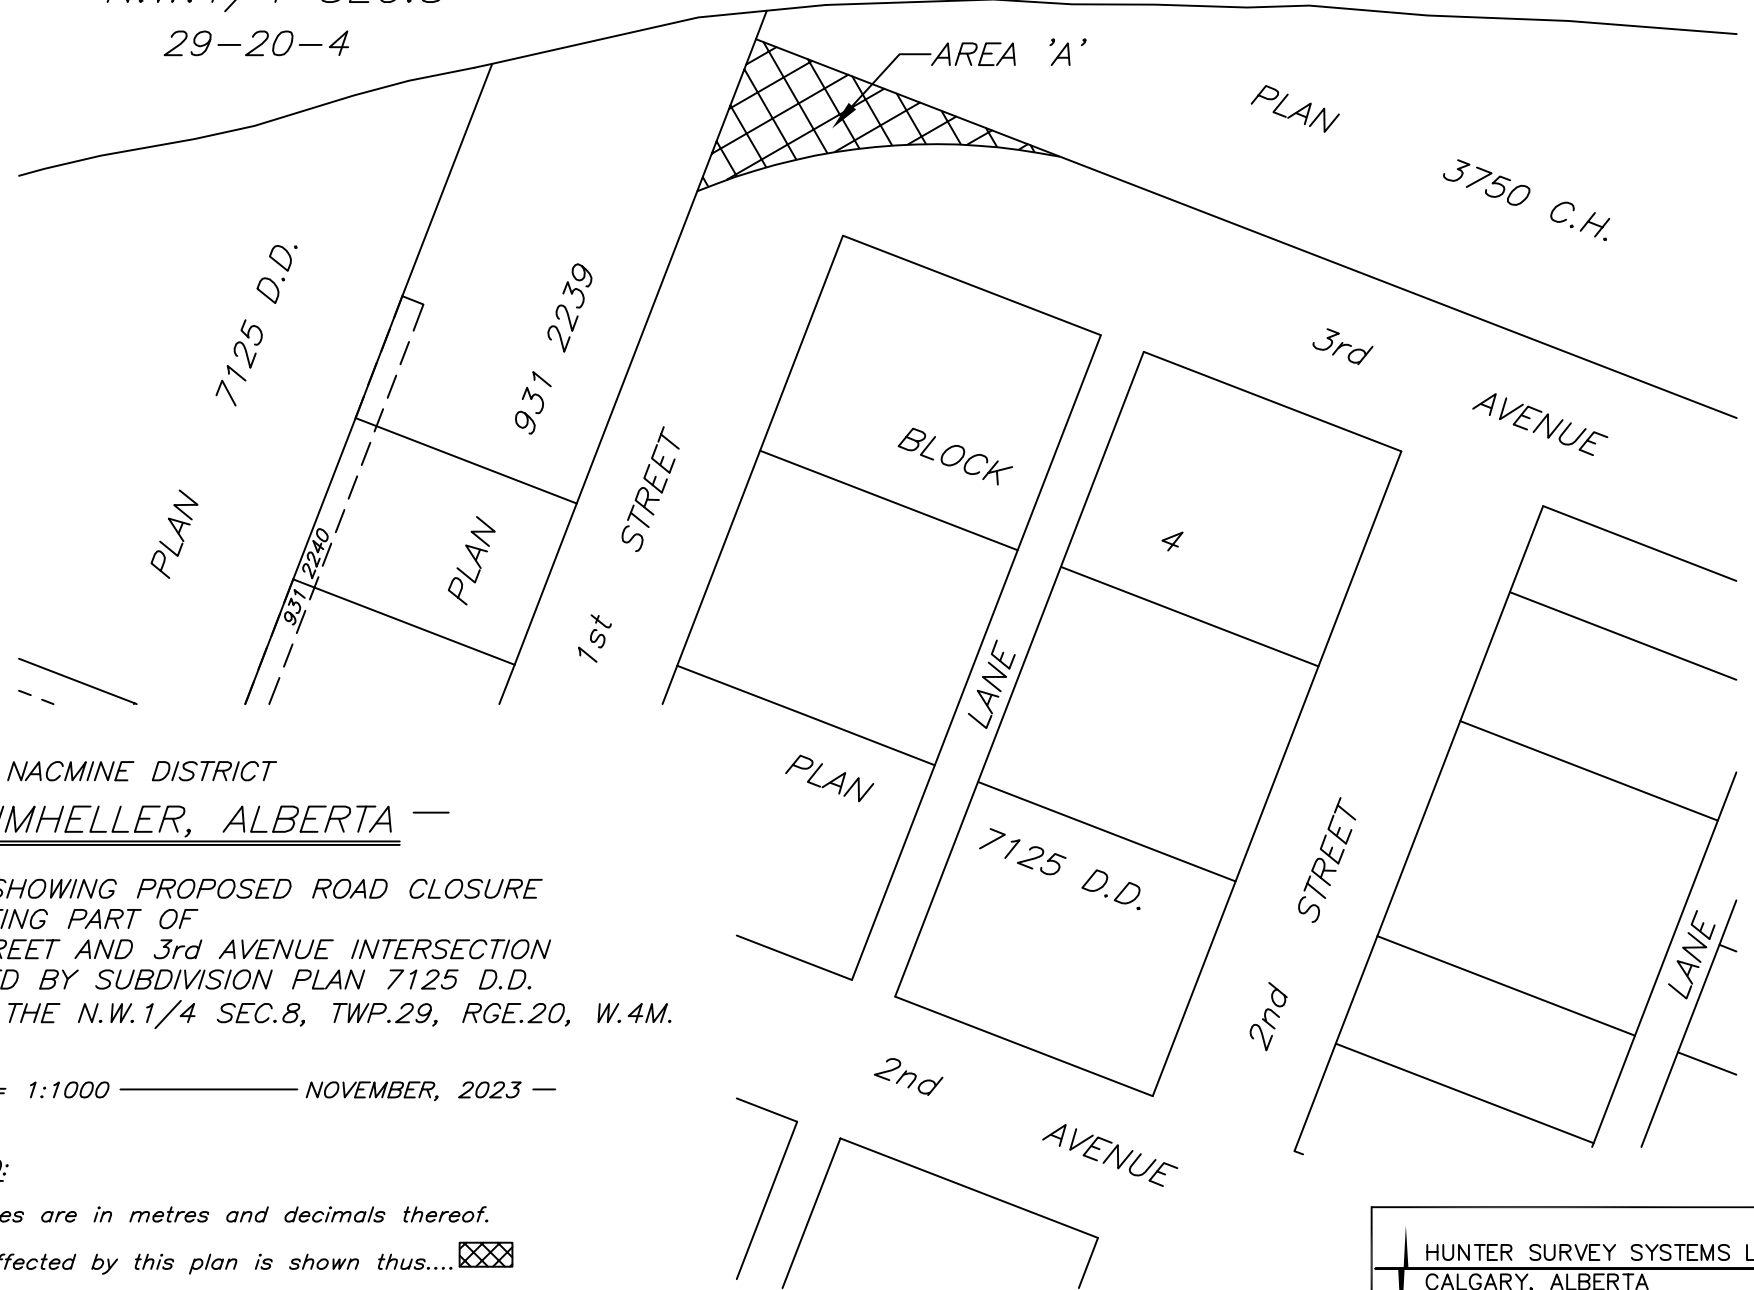 29-20-4
AREA 'A'
PLAN
3750 C.H.
7125 D.D.
PLAN
931 2239
PLAN
931 2240
1st STREET
3rd AVENUE
BLOCK
4
LANE
PLAN
7125 D.D.
2nd STREET
LANE
2nd AVENUE
NACMINE DISTRICT
MHELLER, ALBERTA
SHOWING PROPOSED ROAD CLOSURE
ING PART OF
REET AND 3rd AVENUE INTERSECTION
D BY SUBDIVISION PLAN 7125 D.D.
THE N.W.1/4 SEC.8, TWP.29, RGE.20, W.4M.
= 1:1000 NOVEMBER, 2023
es are in metres and decimals thereof.
ffected by this plan is shown thus....
HUNTER SURVEY SYSTEMS L
CALGARY, ALBERTA